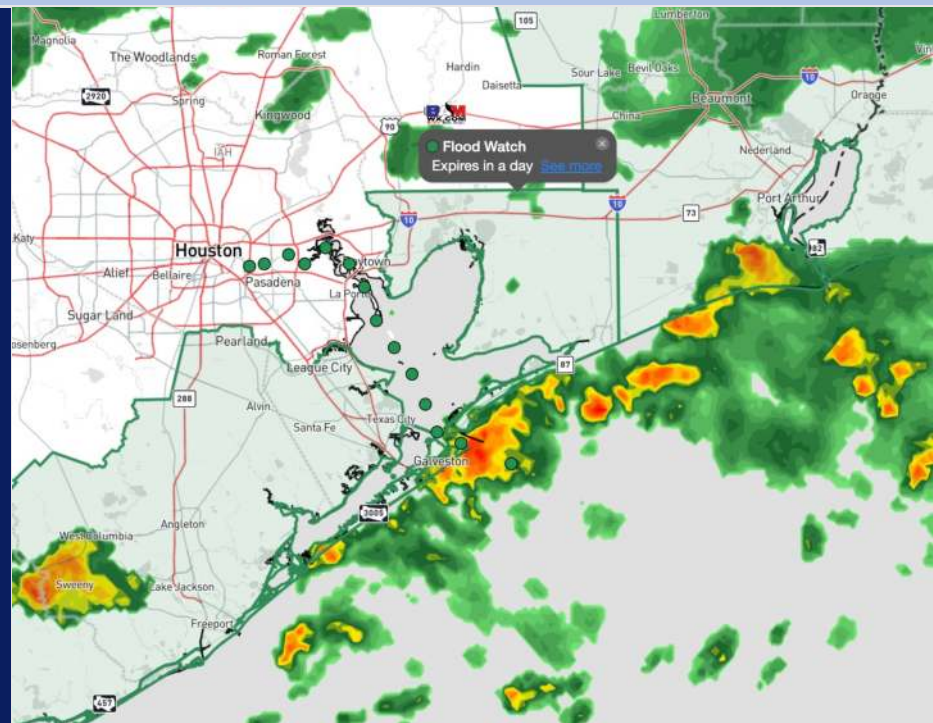 Lumberton
105
Magnolia
Roman Forest
The Woodlands
Hardin
Daisetta
Sour Lake
Bevil Oaks
10
2920
Spring
Kingwood
Beaumont
Orange
China
90
WX.COM
IAH
Flood Watch
Expires in a day See more
Nederland
Port Arthur
10
10
73
82
Katy
Houston
Alief
Bellaire
Pasadena
La Porte
Sugar Land
Pearland
League City
87
288
Alvin
Santa Fe
Texas City
Galveston
3005
Angleton
West Columbia
Sweeny
Lake Jackson
Freeport
457